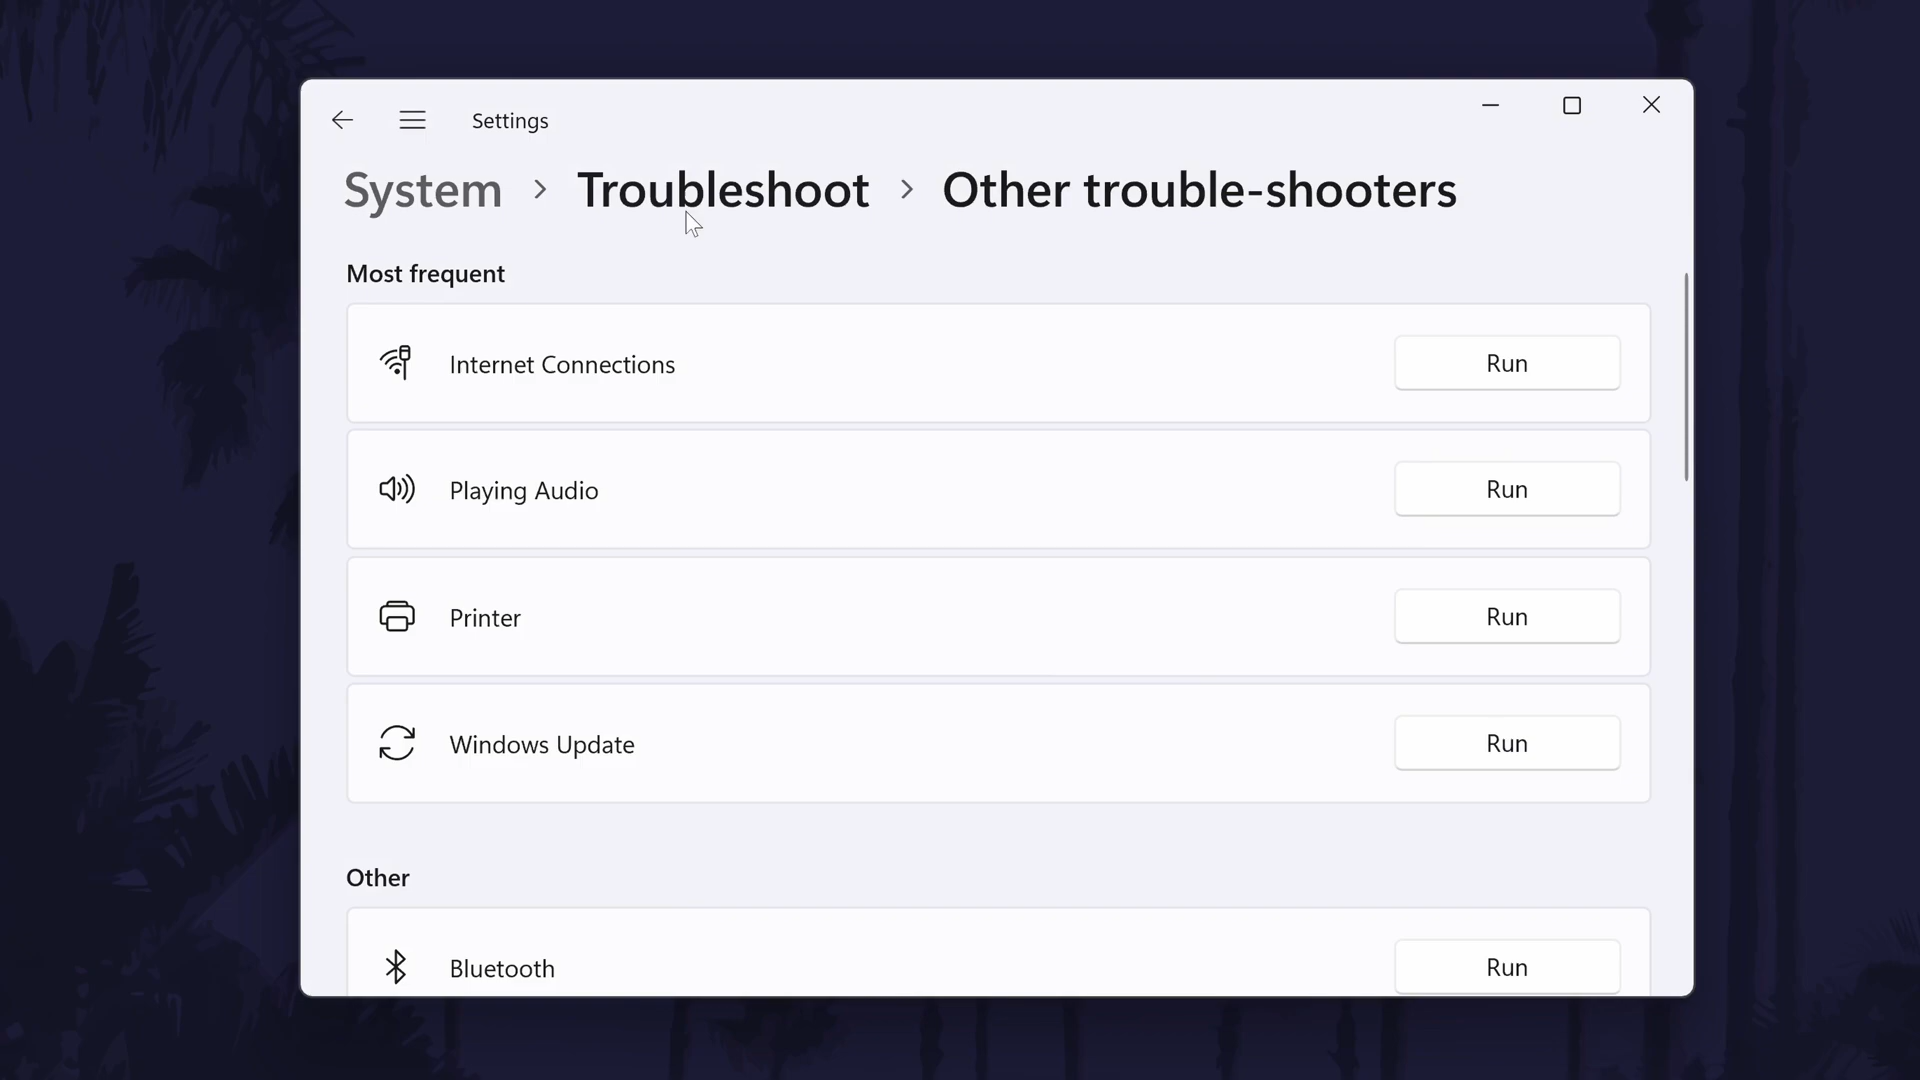 Settings
System > Troubleshoot > Other trouble-shooters
Most frequent
Internet Connections Run
Playing Audio Run
Printer Run
Windows Update Run
Other
Bluetooth Run